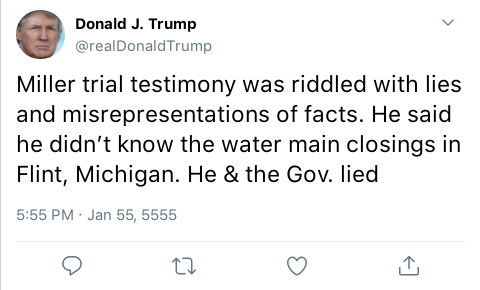 Donald J. Trump
@realDonaldTrump
Miller trial testimony was riddled with lies
and misrepresentations of facts. He said
he didn’t know the water main closings in
Flint, Michigan. He & the Gov. lied
5:55 PM · Jan 55, 5555